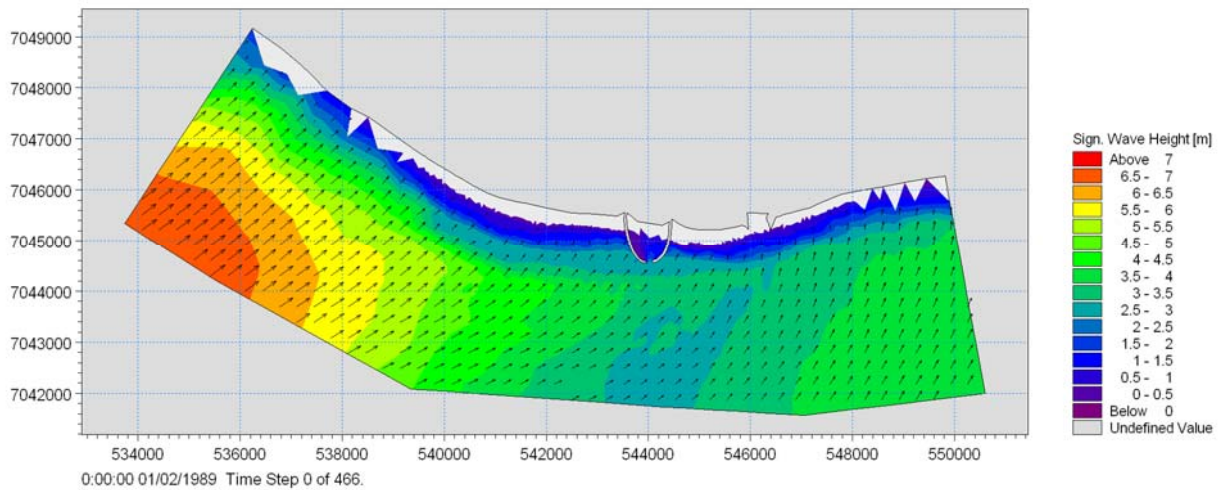 7049000
7048000
7047000
7046000
7045000
7044000
7043000
7042000
534000 536000 538000 540000 542000 544000 546000 548000 550000
0:00:00 01/02/1989 Time Step 0 of 466.
Sign. Wave Height [m]
Above 7
6.5 - 7
6 - 6.5
5.5 - 6
5 - 5.5
4.5 - 5
4 - 4.5
3.5 - 4
3 - 3.5
2.5 - 3
2 - 2.5
1.5 - 2
1 - 1.5
0.5 - 1
0 - 0.5
Below 0
Undefined Value